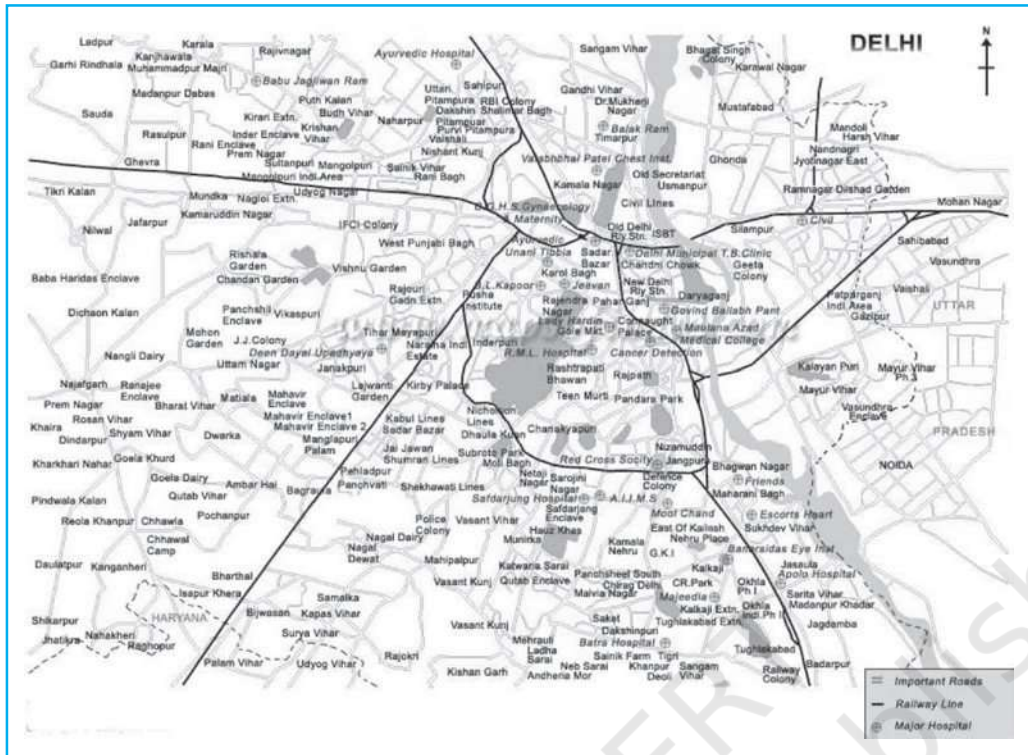 DELHI
N
Ladpur
Karala
Rajivnagar
Ayurvedic Hospital
Sangam Vihar
Bhagat Singh
Colony
Karawal Nagar
Garhi Rindhala
Kanjhawala
Muhammadpur Majri
Babu Jagjiwan Ram
Uttari
Pitampura
Sahipur
RBI Colony
Gandhi Vihar
Madanpur Dabas
Puth Kalan
Dakshin
Shalimar Bagh
Dr.Mukherji
Nagar
Mustafabad
Sauda
Kirari Extn.
Budh Vihar
Naharpur
Purvi Pitampura
Balak Ram
Timarpur
Mandoli
Harsh Vihar
Rasulpur
Inder Enclave
Krishan
Vihar
Vaishali
Nandnagri
Jyotinagar East
Rani Enclave
Prem Nagar
Nishant Kunj
Ghonda
Ghevra
Sultanpuri
Mangolpuri
Sainik Vihar
Rani Bagh
Old Secretariat
Usmanpur
Mangolpuri Indl.Area
Kamala Nagar
Ramnagar Dilshad Garden
Tikri Kalan
Mundka
Nagloi Extn.
Udyog Nagar
Civil Lines
Mohan Nagar
Jafarpur
Kamaruddin Nagar
IFCI-Colony
& Maternity
Old Delhi
Rly Stn.
ISBT
Silampur
Civil
Nilwal
West Punjabi Bagh
Ayurvedic
Unani Tibbia
Sadar
Bazar
Delhi Municipal T.B.Clinic
Sahibabad
Rishala
Garden
Vishnu Garden
Karol Bagh
Chandni Chowk
Geeta
Colony
Vasundhra
Baba Haridas Enclave
Chandan Garden
Rajouri
Gadn Extn.
B.L.Kapoor
Jeevan
New Delhi
Rly Stn.
Daryaganj
Vaishali
Pusha
Institute
Rajendra
Nagar
Pahar Ganj
Patparganj
Indl Area
Gazipur
UTTAR
Dichaon Kalan
Panchshil
Enclave
Vikaspuri
Govind Ballabh Pant
Mohon
Garden
J.J.Colony
Tihar Mayapuri
Lady Hardin
Gole Mkt.
Connaught
Palace
Maulana Azad
Medical College
Nangli Dairy
Deen Dayal Upadhyaya
Naraina Indl
Estate
Inderpuri
R.M.L. Hospital
Cancer Detection
Uttam Nagar
Janakpuri
Rashtrapati
Bhawan
Rajpath
Kalayan Puri
Mayur Vihar
Ph.3
Najafgarh
Ranajee
Enclave
Matiala
Mahavir
Enclave
Lajwanti
Garden
Kirby Palace
Teen Murti
Pandara Park
Mayur Vihar
Prem Nagar
Bharat Vihar
Mahavir Enclave1
Mahavir Enclave 2
Kabul Lines
Sadar Bazar
Nicholson
Lines
Vasundhra
Enclave
Rosan Vihar
Khaira
Shyam Vihar
Dwarka
Manglapuri
Palam
Jai Jawan
Shumran Lines
Dhaula Kuan
Chanakyapuri
PRADESH
Dindarpur
Goela Khurd
Subroto Park
Moti Bagh
Nizamuddin
Jangpura
NOIDA
Kharkhari Nahar
Goela Dairy
Ambar Hai
Pehladpur
Panchvati
Netaji
Nagar
Sarojini
Nagar
Red Cross Socity
Defence
Colony
Bhagwan Nagar
Friends
Maharani Bagh
Pindwala Kalan
Qutab Vihar
Bagraula
Shekhawati Lines
Safdarjung Hospital
A.I.I.M.S
Safdarjang
Enclave
Mool Chand
Escorts Heart
Reola Khanpur
Chhawla
Pochanpur
Police
Colony
Vasant Vihar
Hauz Khas
East Of Kailash
Nehru Place
Sukhdev Vihar
Chhawal
Camp
Nagal Dairy
Nagal
Dewat
Munirka
Kamala
Nehru
G.K.I
Banarsidas Eye Inst
Daulatpur
Kanganheri
Mahipalpur
Katwaria Sarai
Kalkaji
Jasaula
Bharthal
Vasant Kunj
Qutab Enclave
Panchsheel South
Chirag Delhi
CR.Park
Okhla
Ph I
Apolo Hospital
Isapur Khera
Samalka
Malvia Nagar
Majeedia
Sarita Vihar
Shikarpur
HARYANA
Bijwasan
Kapas Vihar
Kalkaji Extn.
Okhla
Indl.Ph II
Madanpur Khadar
Jhatikra
Nahakheri
Raghopur
Surya Vihar
Vasant Kunj
Saket
Dakshinpuri
Tughlakabad Extn.
Jagdamba
Palam Vihar
Udyog Vihar
Rajokri
Mehrauli
Ladha
Sarai
Batra Hospital
Tughlakabad
Sainik Farm
Tigri
Badarpur
Kishan Garh
Neb Sarai
Andheria Mor
Khanpur
Deoli
Sangam
Vihar
Railway
Colony
Important Roads
Railway Line
Major Hospital